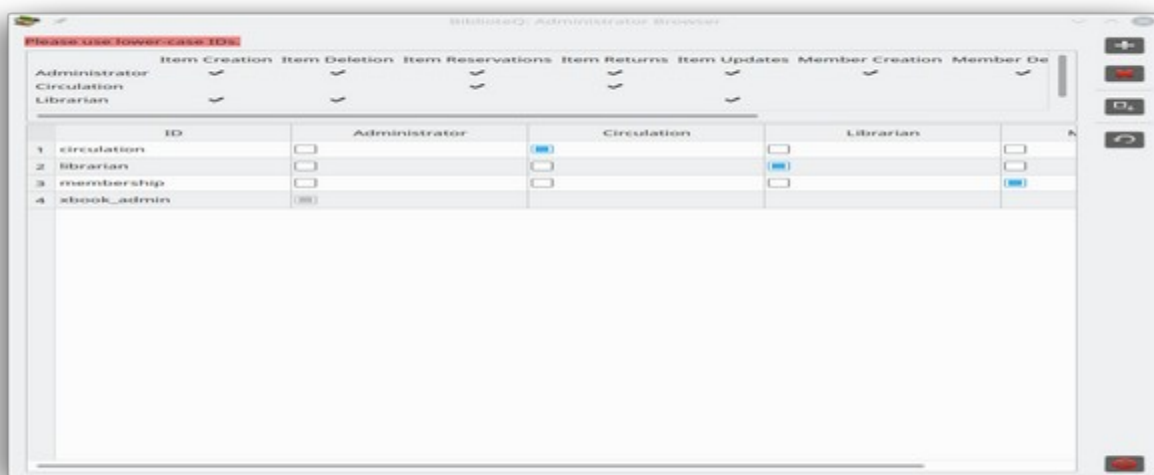 BiblioteQ: Administrator Browser
Please use lower-case IDs.
Item Creation Item Deletion Item Reservations Item Returns Item Updates Member Creation Member De
Administrator
Circulation
Librarian
ID Administrator Circulation Librarian
1 circulation
2 librarian
3 membership
4 xbook_admin